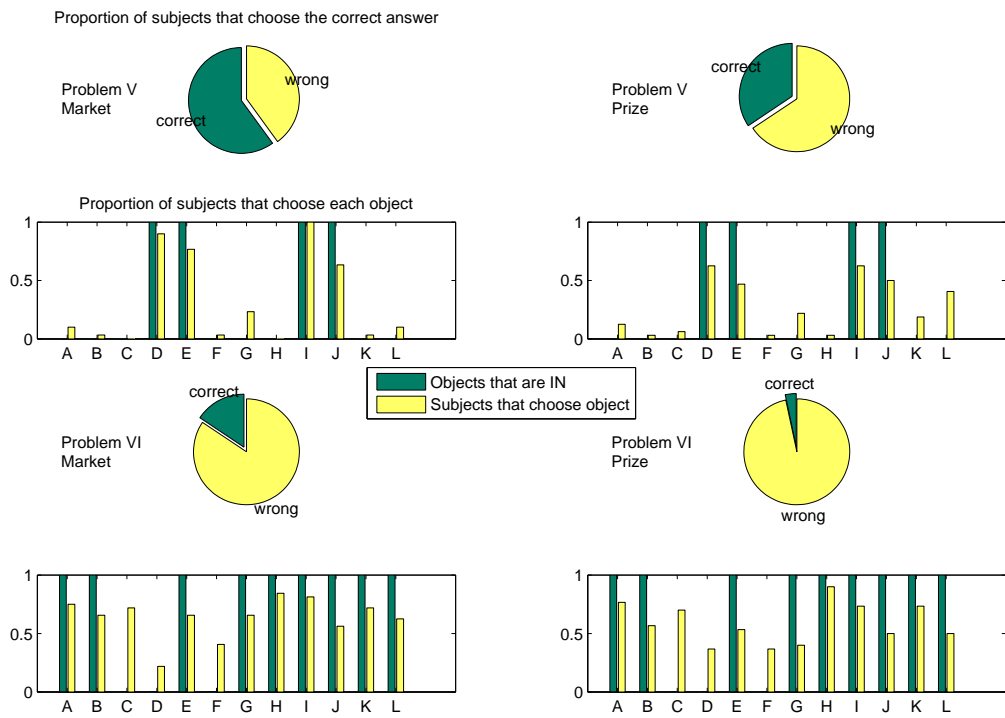 Proportion of subjects that choose the correct answer
Problem V
Market
correct
wrong
Problem V
Prize
correct
wrong
Proportion of subjects that choose each object
1
0.5
0
A B C D E F G H I J K L
1
0.5
0
A B C D E F G H I J K L
Objects that are IN
Subjects that choose object
Problem VI
Market
correct
wrong
Problem VI
Prize
correct
wrong
1
0.5
0
A B C D E F G H I J K L
1
0.5
0
A B C D E F G H I J K L